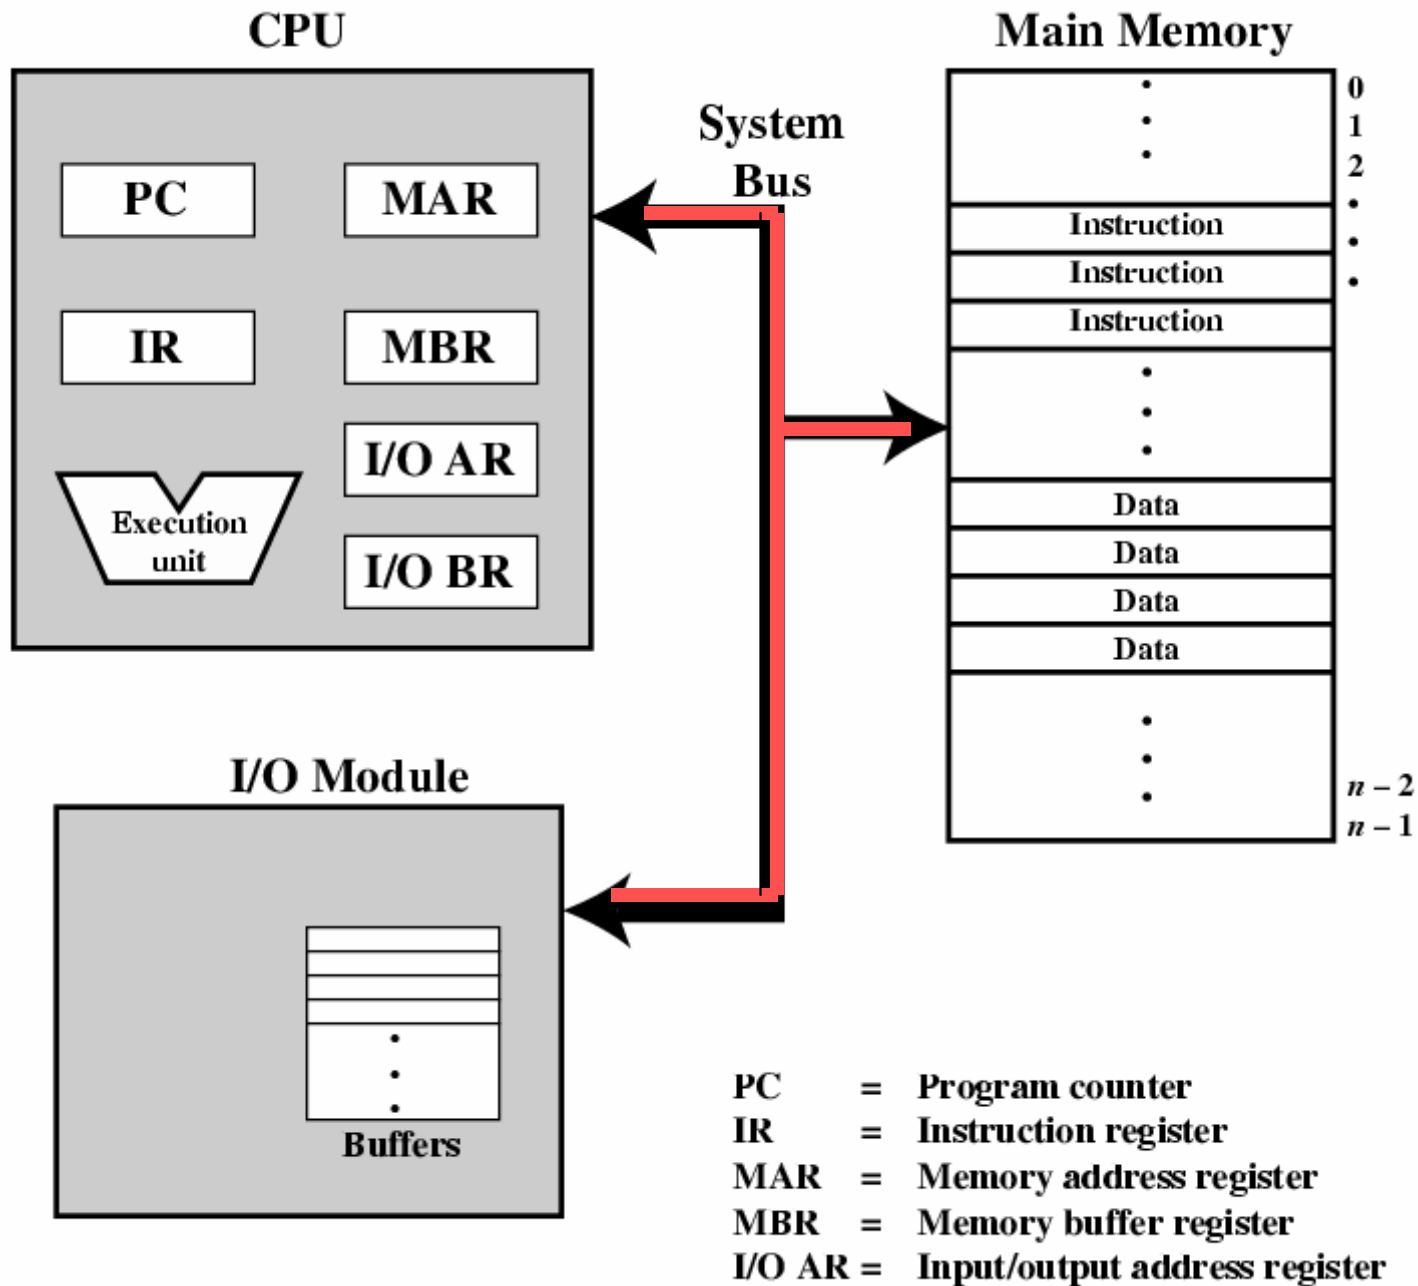 CPU
PC
MAR
IR
MBR
I/O AR
Execution
unit
I/O BR
System
Bus
Main Memory
0
1
2
Instruction
Instruction
Instruction
Data
Data
Data
Data
n – 2
n – 1
I/O Module
Buffers
PC = Program counter
IR = Instruction register
MAR = Memory address register
MBR = Memory buffer register
I/O AR = Input/output address register